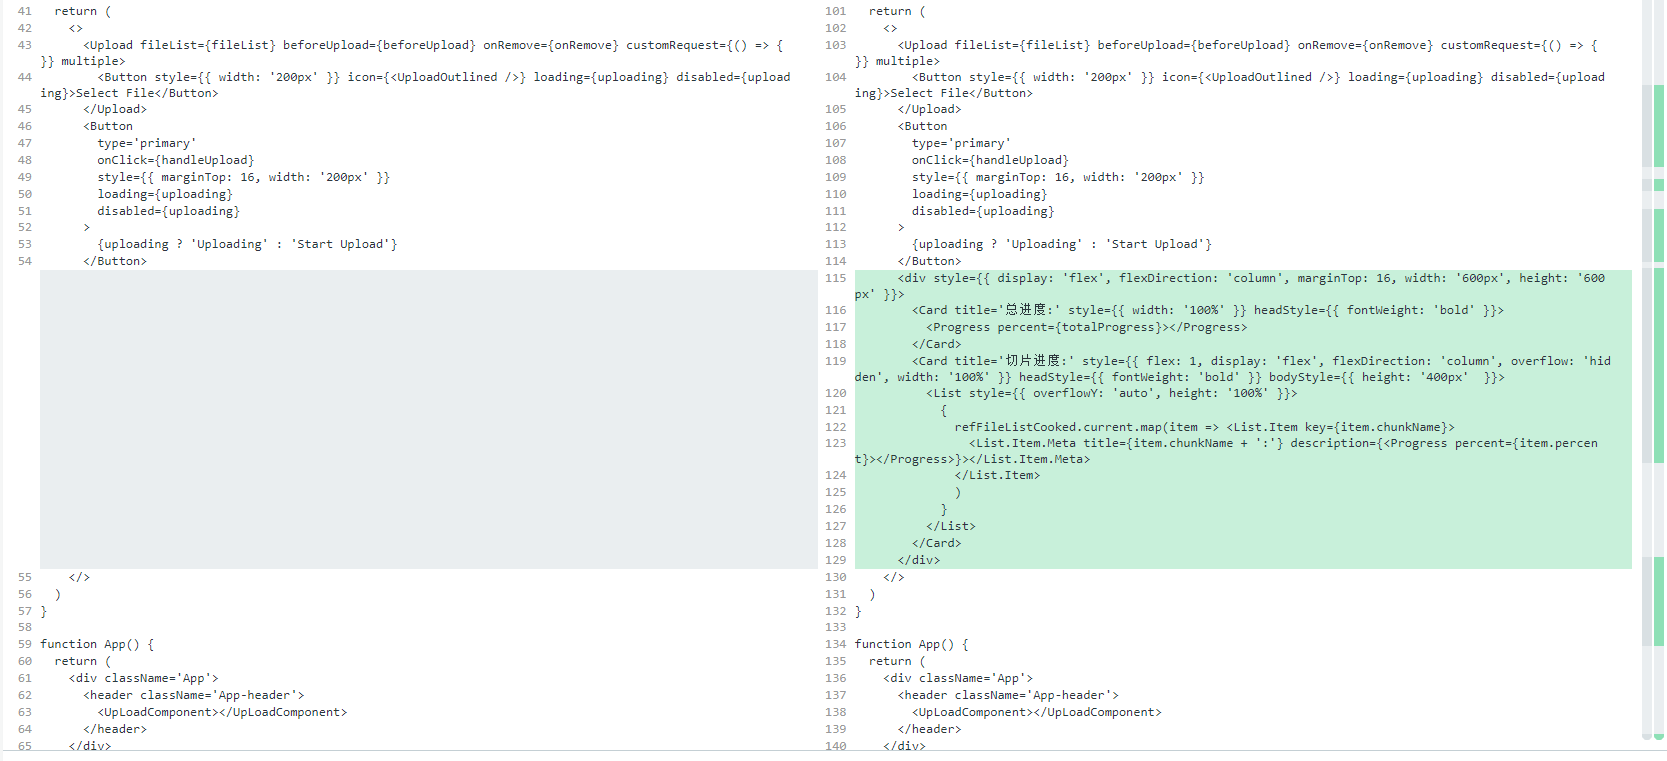 41   return (
42     <>
43       <Upload fileList={fileList} beforeUpload={beforeUpload} onRemove={onRemove} customRequest={() => {
}} multiple>
44         <Button style={{ width: '200px' }} icon={<UploadOutlined />} loading={uploading} disabled={upload
ing}>Select File</Button>
45       </Upload>
46       <Button
47         type='primary'
48         onClick={handleUpload}
49         style={{ marginTop: 16, width: '200px' }}
50         loading={uploading}
51         disabled={uploading}
52       >
53         {uploading ? 'Uploading' : 'Start Upload'}
54       </Button>
55     </>
56   )
57 }
58
59 function App() {
60   return (
61     <div className='App'>
62       <header className='App-header'>
63         <UpLoadComponent></UpLoadComponent>
64       </header>
65     </div>
101   return (
102     <>
103       <Upload fileList={fileList} beforeUpload={beforeUpload} onRemove={onRemove} customRequest={() => {
}} multiple>
104         <Button style={{ width: '200px' }} icon={<UploadOutlined />} loading={uploading} disabled={upload
ing}>Select File</Button>
105       </Upload>
106       <Button
107         type='primary'
108         onClick={handleUpload}
109         style={{ marginTop: 16, width: '200px' }}
110         loading={uploading}
111         disabled={uploading}
112       >
113         {uploading ? 'Uploading' : 'Start Upload'}
114       </Button>
115       <div style={{ display: 'flex', flexDirection: 'column', marginTop: 16, width: '600px', height: '600
px' }}>
116         <Card title='总进度:' style={{ width: '100%' }} headStyle={{ fontWeight: 'bold' }}>
117           <Progress percent={totalProgress}></Progress>
118         </Card>
119         <Card title='切片进度:' style={{ flex: 1, display: 'flex', flexDirection: 'column', overflow: 'hid
den', width: '100%' }} headStyle={{ fontWeight: 'bold' }} bodyStyle={{ height: '400px'  }}>
120           <List style={{ overflowY: 'auto', height: '100%' }}>
121             {
122               refFileListCooked.current.map(item => <List.Item key={item.chunkName}>
123                 <List.Item.Meta title={item.chunkName + ':'} description={<Progress percent={item.percen
t}></Progress>}></List.Item.Meta>
124               </List.Item>
125               )
126             }
127           </List>
128         </Card>
129       </div>
130     </>
131   )
132 }
133
134 function App() {
135   return (
136     <div className='App'>
137       <header className='App-header'>
138         <UpLoadComponent></UpLoadComponent>
139       </header>
140     </div>